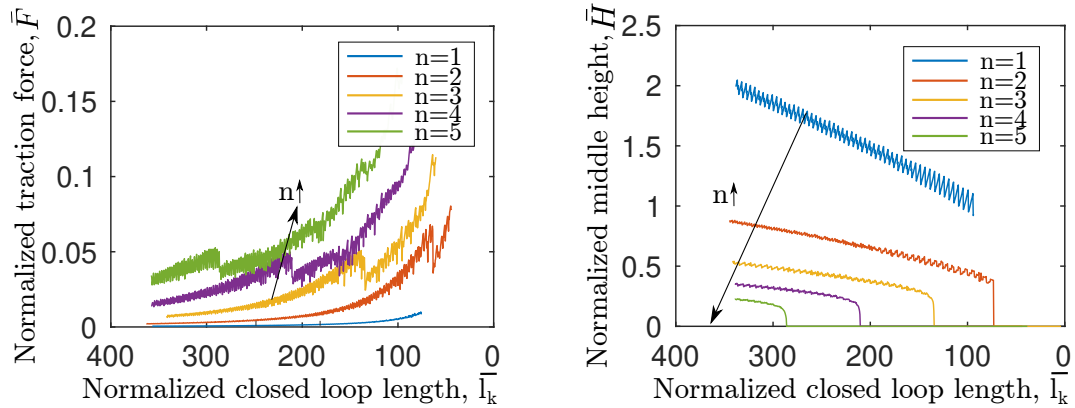 Normalized traction force, F̄
0.2
0.15
0.1
0.05
0
400
300
200
100
0
Normalized closed loop length, l̄_k
n=1
n=2
n=3
n=4
n=5
n↑
Normalized middle height, H̄
2.5
2
1.5
1
0.5
0
400
300
200
100
0
Normalized closed loop length, l̄_k
n=1
n=2
n=3
n=4
n=5
n↑